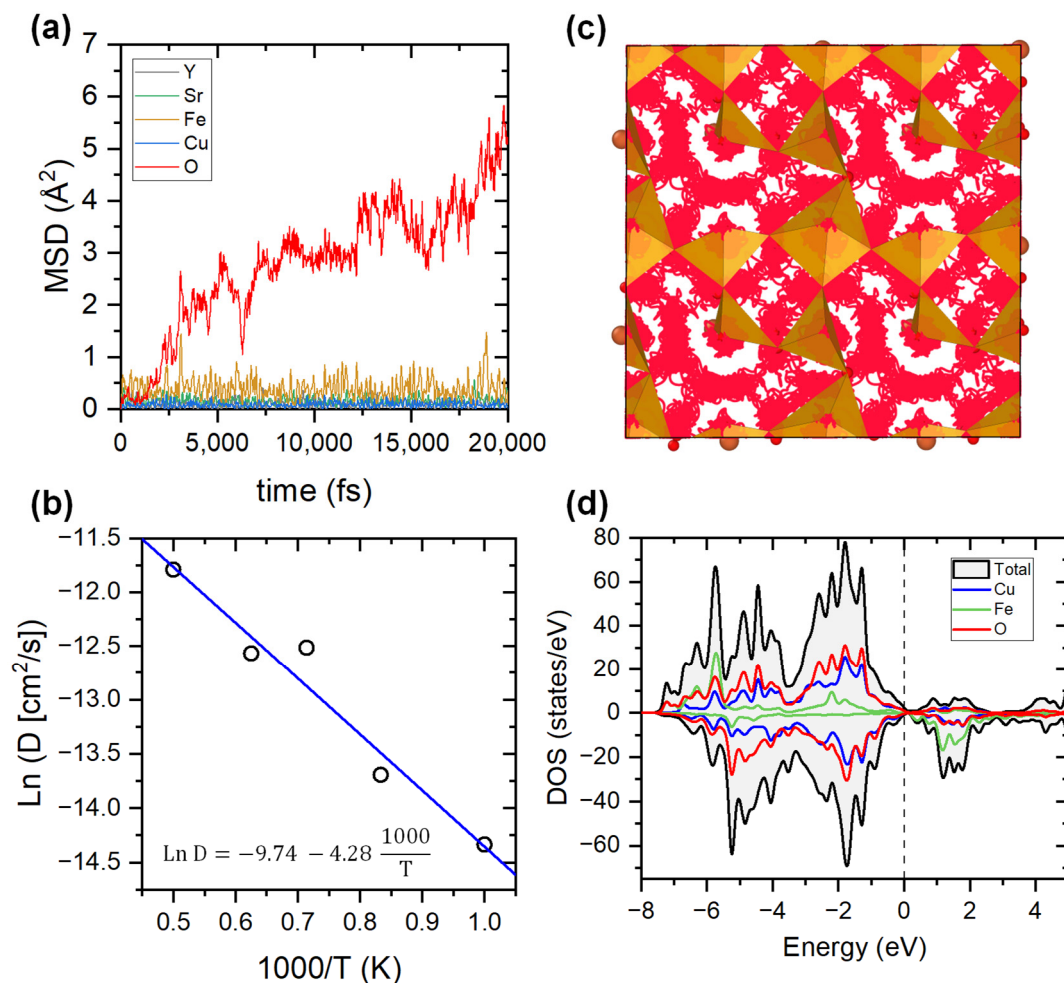 (a)
7
6
5
4
3
2
1
0
MSD (Å²)
Y
Sr
Fe
Cu
O
0 5,000 10,000 15,000 20,000
time (fs)
(c)
(b)
−11.5
−12.0
−12.5
−13.0
−13.5
−14.0
−14.5
Ln (D [cm²/s])
Ln D = −9.74 − 4.28 1000/T
0.5 0.6 0.7 0.8 0.9 1.0
1000/T (K)
(d)
80
60
40
20
0
−20
−40
−60
DOS (states/eV)
Total
Cu
Fe
O
−8 −6 −4 −2 0 2 4
Energy (eV)